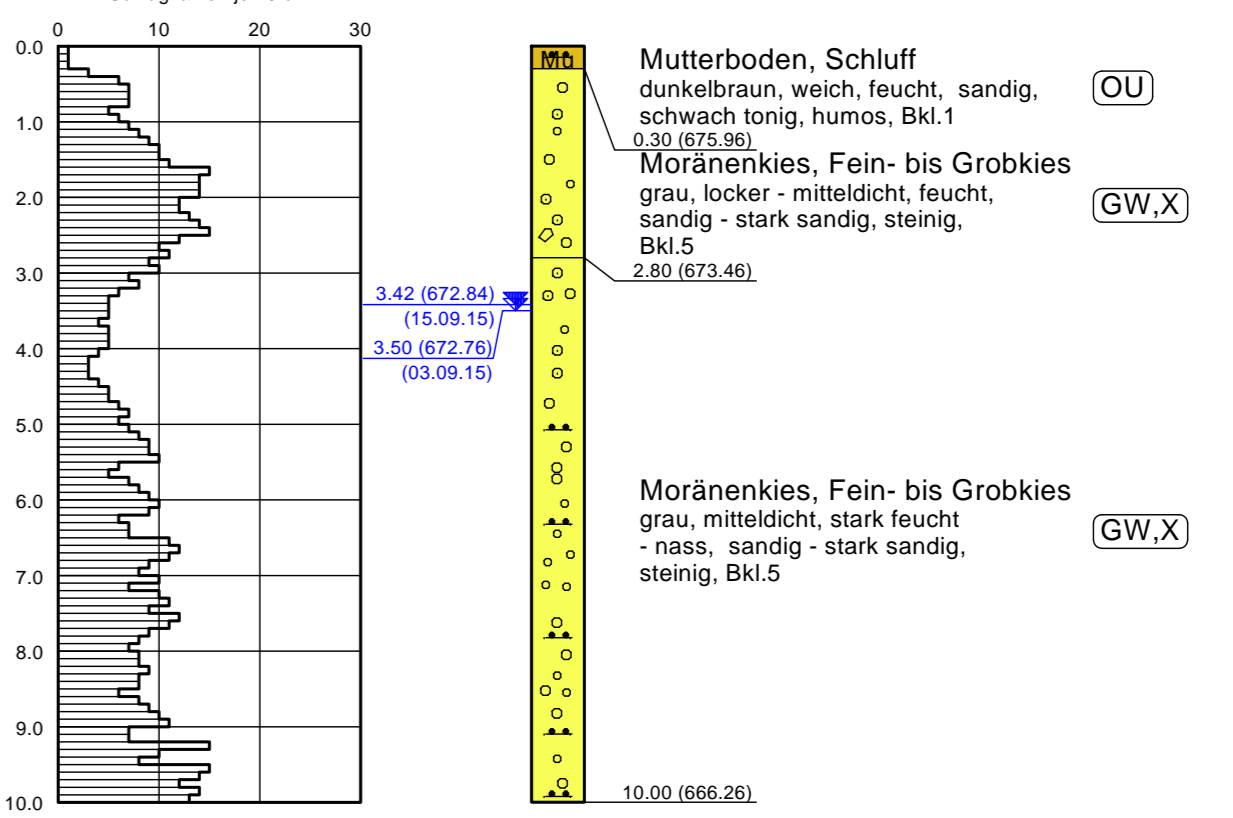 0 10 20 30
0.0
1.0
2.0
3.0
4.0
5.0
6.0
7.0
8.0
9.0
10.0
3.42 (672.84)
(15.09.15)
3.50 (672.76)
(03.09.15)
Mu
Mutterboden, Schluff
dunkelbraun, weich, feucht, sandig,
schwach tonig, humos, Bkl.1
OU
0.30 (675.96)
Moränenkies, Fein- bis Grobkies
grau, locker - mitteldicht, feucht,
sandig - stark sandig, steinig,
Bkl.5
GW,X
2.80 (673.46)
Moränenkies, Fein- bis Grobkies
grau, mitteldicht, stark feucht
- nass, sandig - stark sandig,
steinig, Bkl.5
GW,X
10.00 (666.26)